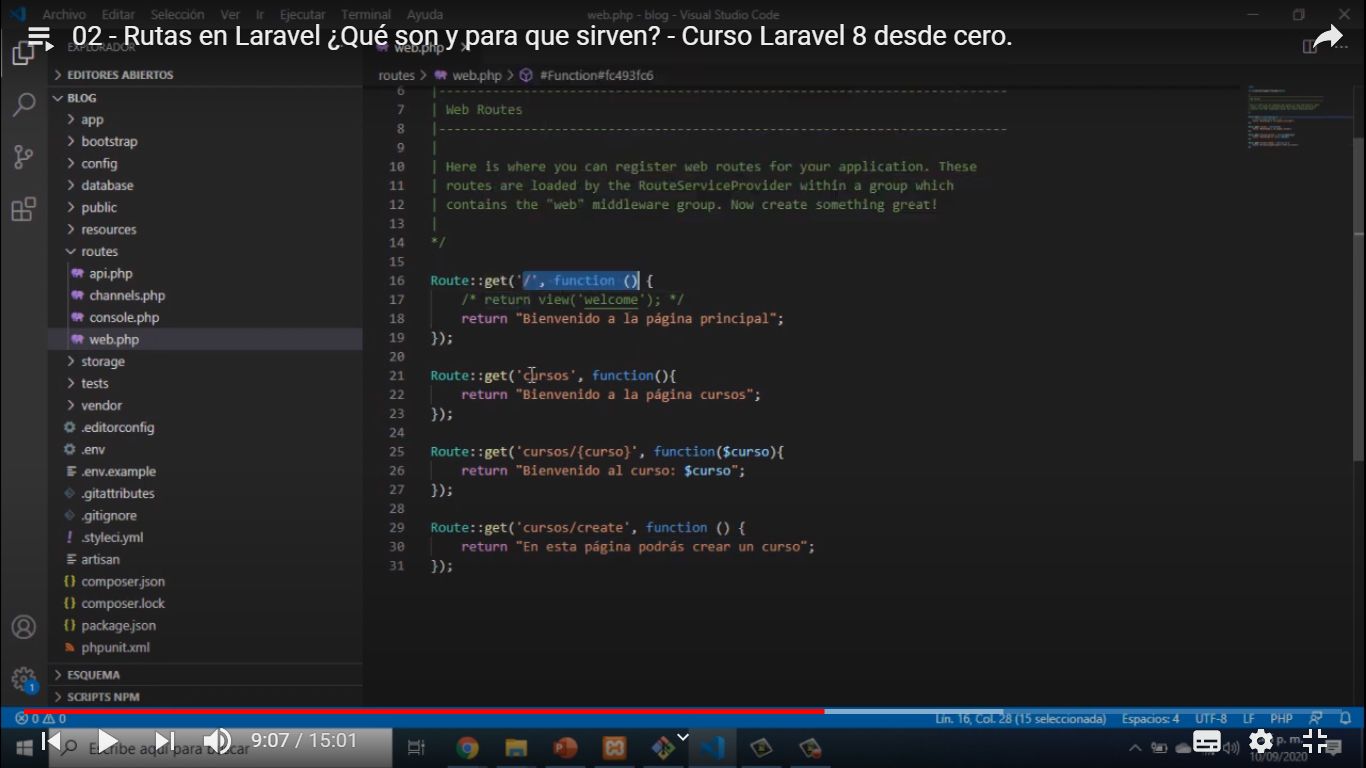 Archivo Editar Selección Ver Ir Ejecutar Terminal Ayuda
web.php - blog - Visual Studio Code
02 - Rutas en Laravel ¿Qué son y para que sirven? - Curso Laravel 8 desde cero.
EXPLORADOR
web.php
EDITORES ABIERTOS
BLOG
app
bootstrap
config
database
public
resources
routes
api.php
channels.php
console.php
web.php
storage
tests
vendor
.editorconfig
.env
.env.example
.gitattributes
.gitignore
.styleci.yml
artisan
composer.json
composer.lock
package.json
phpunit.xml
ESQUEMA
SCRIPTS NPM
routes > web.php > #Function#fc493fc6
6 |--------------------------------------------------------------------------
7 | Web Routes
8 |--------------------------------------------------------------------------
9 |
10 | Here is where you can register web routes for your application. These
11 | routes are loaded by the RouteServiceProvider within a group which
12 | contains the "web" middleware group. Now create something great!
13 |
14 */
15
16 Route::get('/', function () {
17 /* return view('welcome'); */
18 return "Bienvenido a la página principal";
19 });
20
21 Route::get('cursos', function(){
22 return "Bienvenido a la página cursos";
23 });
24
25 Route::get('cursos/{curso}', function($curso){
26 return "Bienvenido al curso: $curso";
27 });
28
29 Route::get('cursos/create', function () {
30 return "En esta página podrás crear un curso";
31 });
1
0 0
Lín. 16, Col. 28 (15 seleccionada) Espacios: 4 UTF-8 LF PHP
Escribe aquí para buscar
9:07 / 15:01
p. m.
10/09/2020